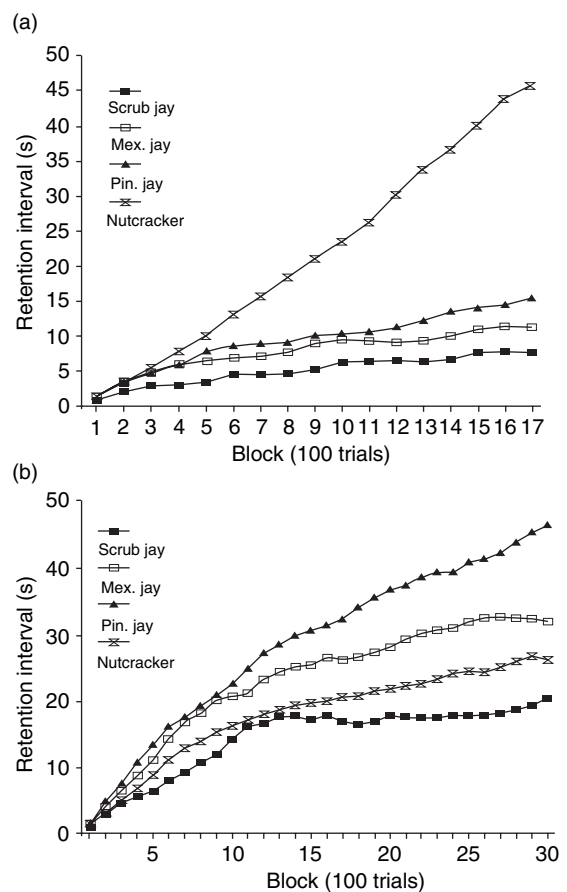 (a)
50
45
40
35
30
25
20
15
10
5
0
Retention interval (s)
Scrub jay
Mex. jay
Pin. jay
Nutcracker
1 2 3 4 5 6 7 8 9 10 11 12 13 14 15 16 17
Block (100 trials)
(b)
50
40
30
20
10
0
Retention interval (s)
Scrub jay
Mex. jay
Pin. jay
Nutcracker
5 10 15 20 25 30
Block (100 trials)